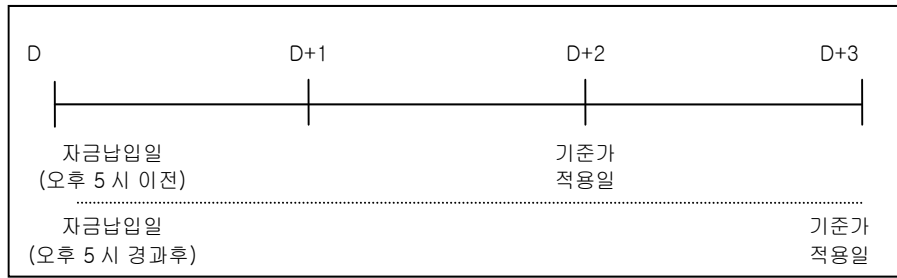 D D+1 D+2 D+3
자금납입일 기준가
(오후 5 시 이전) 적용일
자금납입일 기준가
(오후 5 시 경과후) 적용일